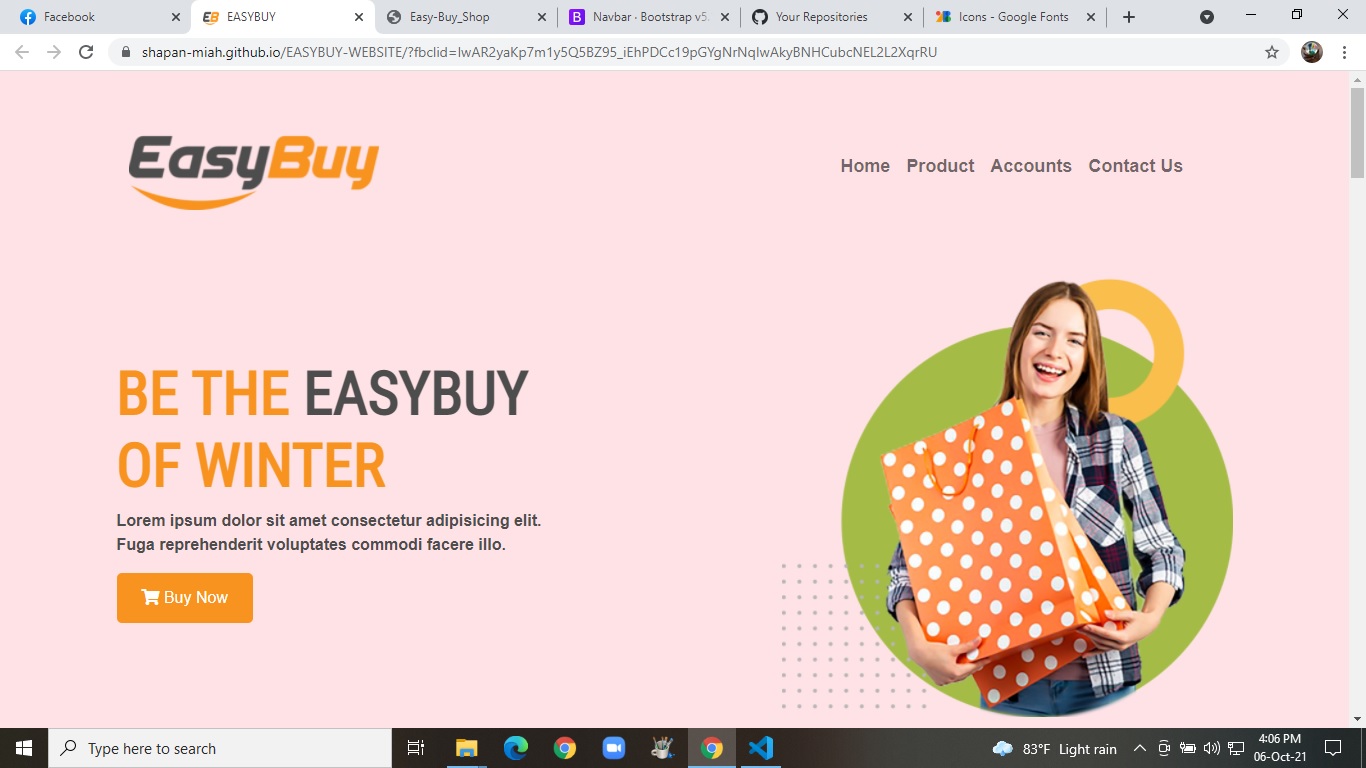 Facebook
EASYBUY
Easy-Buy_Shop
Navbar · Bootstrap v5.
Your Repositories
Icons - Google Fonts
shapan-miah.github.io/EASYBUY-WEBSITE/?fbclid=IwAR2yaKp7m1y5Q5BZ95_iEhPDCc19pGYgNrNqIwAkyBNHCubcNEL2L2XqrRU
EasyBuy
Home Product Accounts Contact Us
BE THE EASYBUY
OF WINTER
Lorem ipsum dolor sit amet consectetur adipisicing elit.
Fuga reprehenderit voluptates commodi facere illo.
Buy Now
Type here to search
83°F Light rain
4:06 PM
06-Oct-21